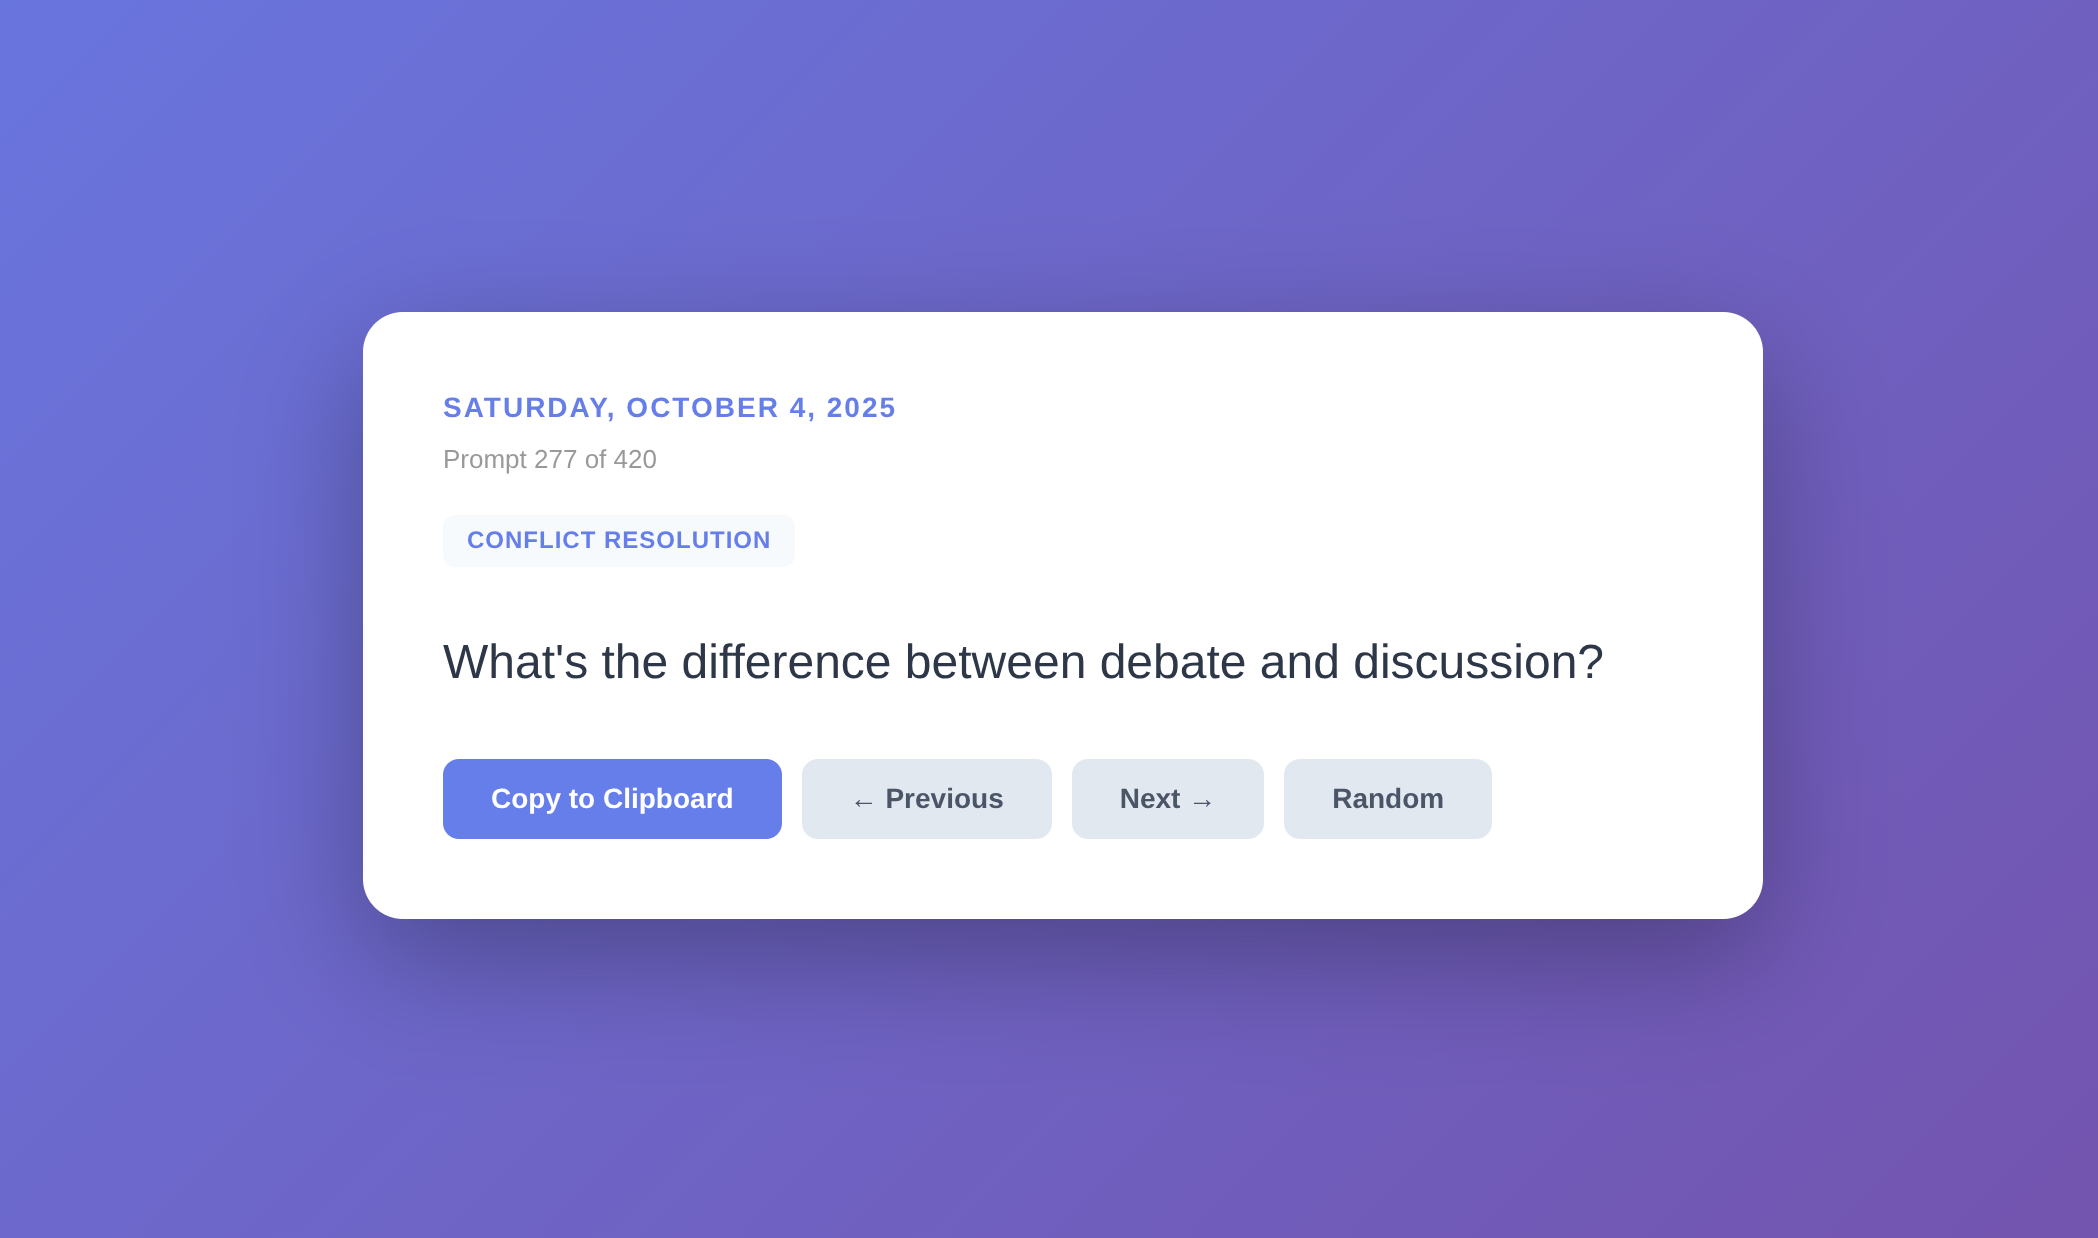 SATURDAY, OCTOBER 4, 2025
Prompt 277 of 420
CONFLICT RESOLUTION
What's the difference between debate and discussion?
Copy to Clipboard ← Previous Next → Random